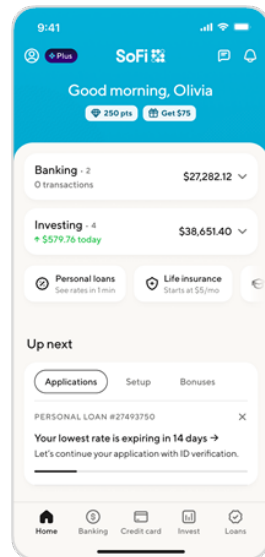 9:41
Plus
SoFi
Good morning, Olivia
250 pts
Get $75
Banking - 2
0 transactions
$27,282.12
Investing - 4
↑ $579.76 today
$38,651.40
Personal loans
See rates in 1 min
Life insurance
Starts at $5/mo
Up next
Applications
Setup
Bonuses
PERSONAL LOAN #27493750
Your lowest rate is expiring in 14 days →
Let's continue your application with ID verification.
Home
Banking
Credit card
Invest
Loans